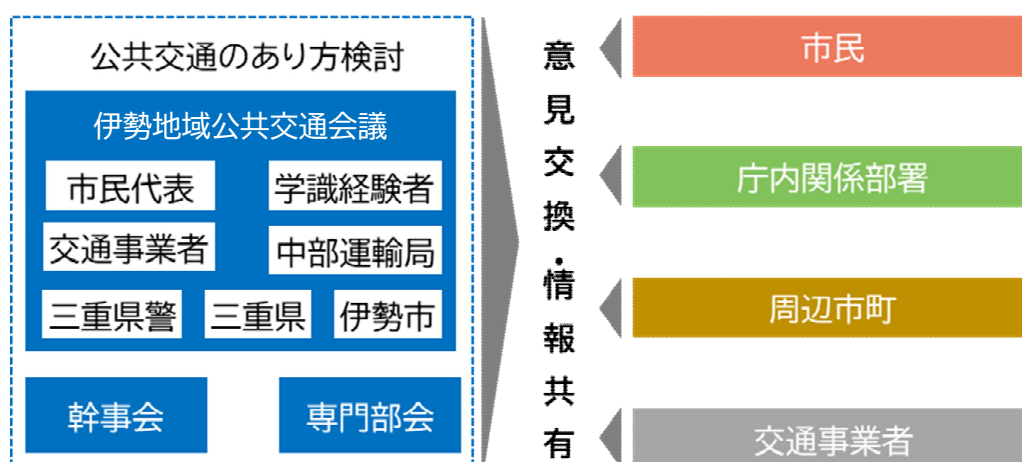 公共交通のあり方検討
伊勢地域公共交通会議
市民代表
学識経験者
交通事業者
中部運輸局
三重県警
三重県
伊勢市
幹事会
専門部会
意見交換・情報共有
市民
庁内関係部署
周辺市町
交通事業者